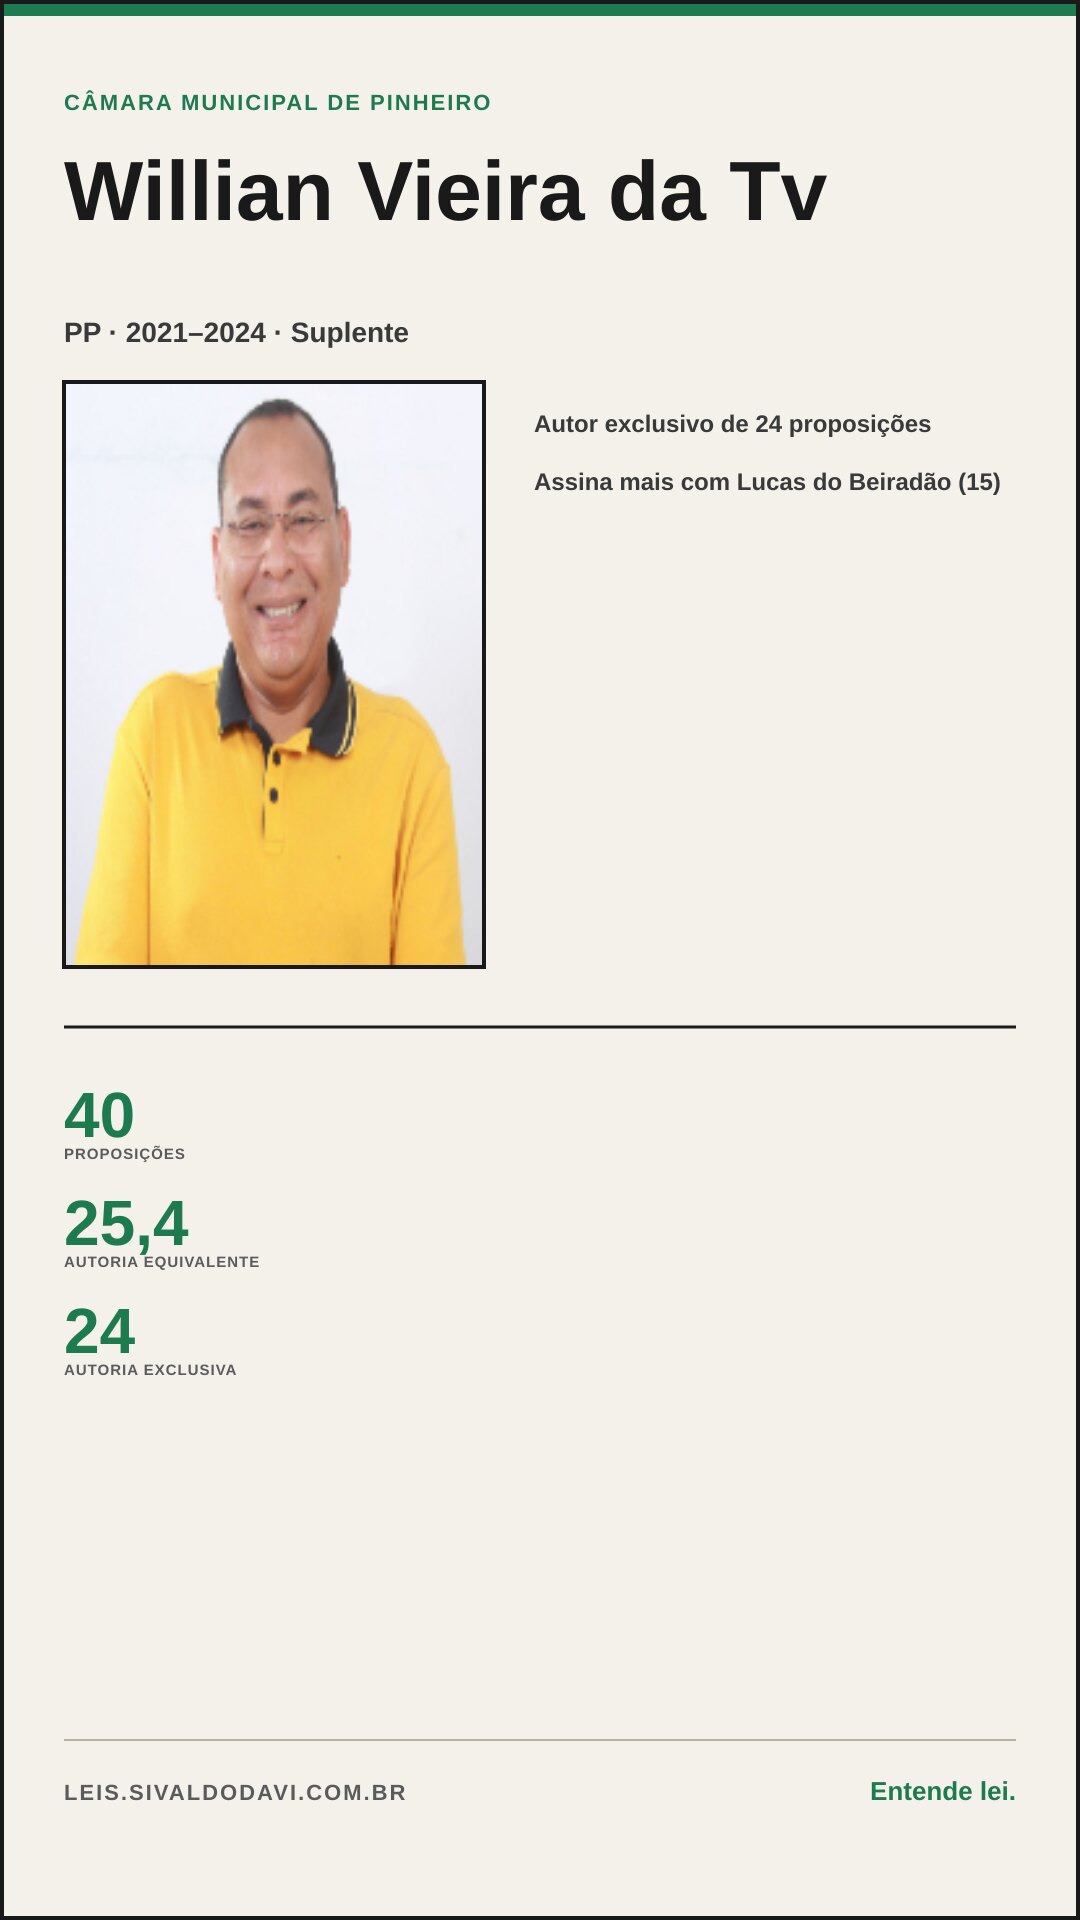 CÂMARA MUNICIPAL DE PINHEIRO
Willian Vieira da Tv
PP · 2021–2024 · Suplente
Autor exclusivo de 24 proposições
Assina mais com Lucas do Beiradão (15)
40
PROPOSIÇÕES
25,4
AUTORIA EQUIVALENTE
24
AUTORIA EXCLUSIVA
LEIS.SIVALDODAVI.COM.BR
Entende lei.